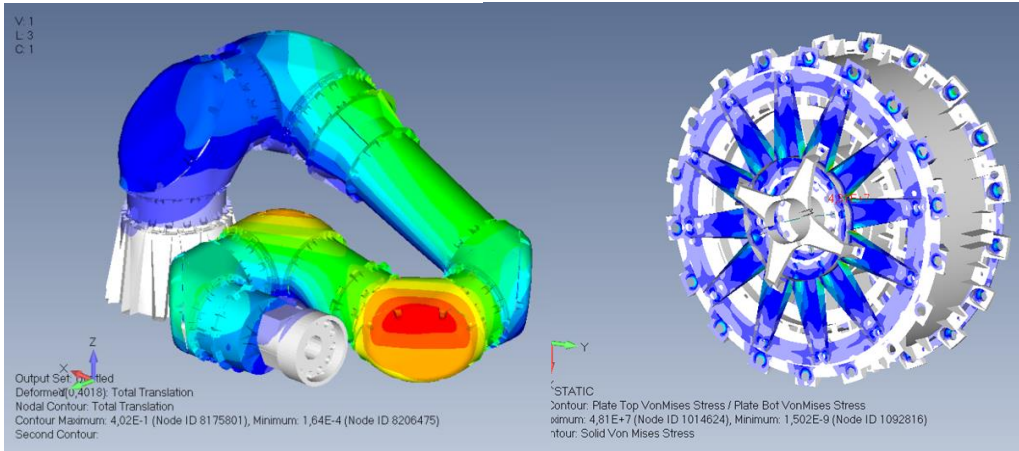 V: 1
L: 3
C: 1
Z
X
Output Set:
Deformed(0,4018): Total Translation
Nodal Contour: Total Translation
Contour Maximum: 4,02E-1 (Node ID 8175801), Minimum: 1,64E-4 (Node ID 8206475)
Second Contour:
Y
STATIC
ontour: Plate Top VonMises Stress / Plate Bot VonMises Stress
ximum: 4,81E+7 (Node ID 1014624), Minimum: 1,502E-9 (Node ID 1092816)
ntour: Solid Von Mises Stress